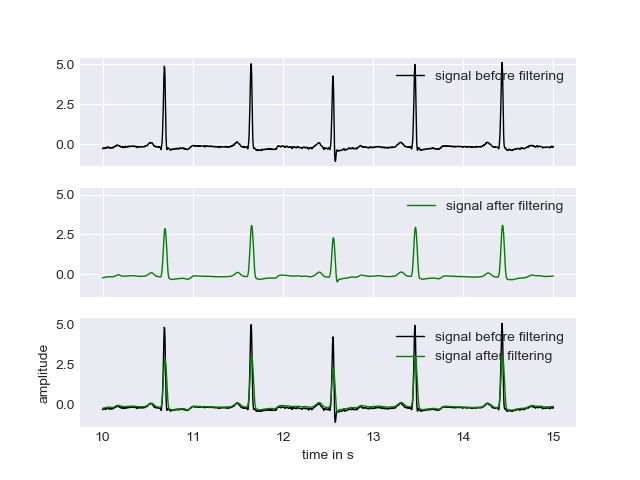 5.0
signal before filtering
2.5
0.0
5.0
signal after filtering
2.5
0.0
5.0
signal before filtering
signal after filtering
2.5
0.0
amplitude
10 11 12 13 14 15
time in s